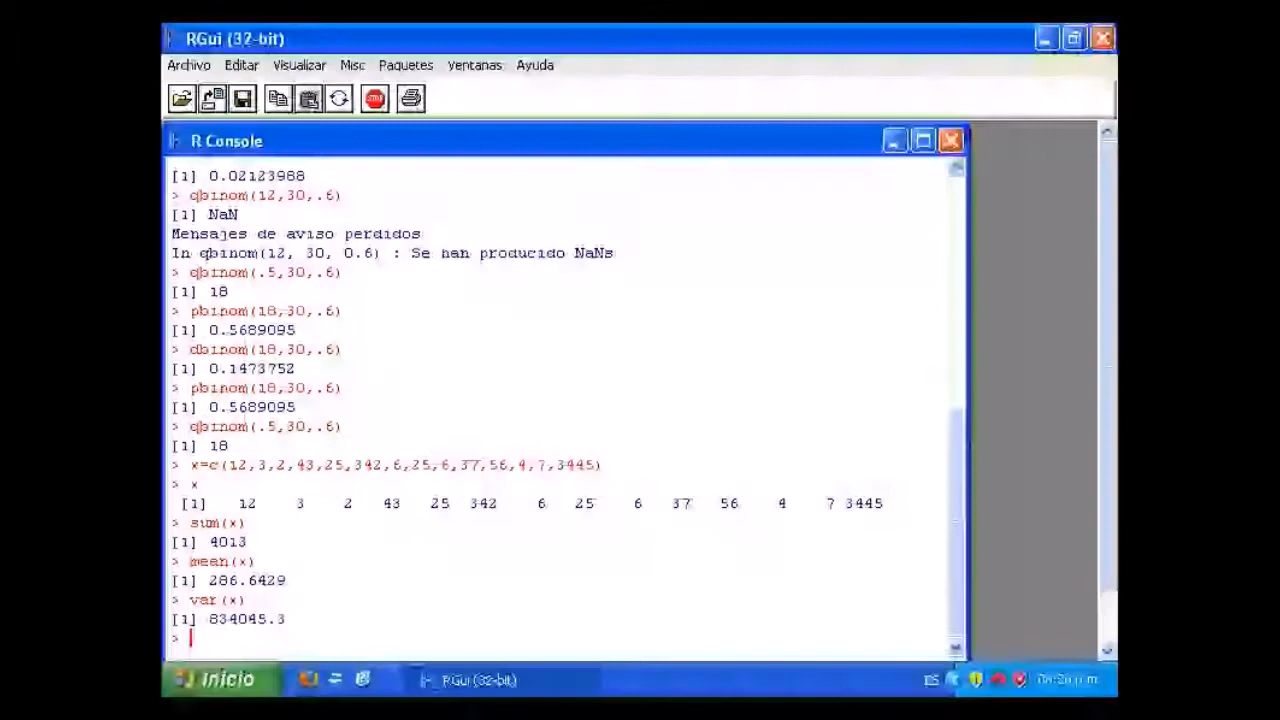 RGui (32-bit)
Archivo Editar Visualizar Misc Paquetes Ventanas Ayuda
STOP
R Console
[1] 0.02123988
> qbinom(12,30,.6)
[1] NaN
Mensajes de aviso perdidos
In qbinom(12, 30, 0.6) : Se han producido NaNs
> qbinom(.5,30,.6)
[1] 18
> pbinom(18,30,.6)
[1] 0.5689095
> dbinom(18,30,.6)
[1] 0.1473752
> pbinom(18,30,.6)
[1] 0.5689095
> qbinom(.5,30,.6)
[1] 18
> x=c(12,3,2,43,25,342,6,25,6,37,56,4,7,3445)
> x
[1] 12 3 2 43 25 342 6 25 6 37 56 4 7 3445
> sum(x)
[1] 4013
> mean(x)
[1] 286.6429
> var(x)
[1] 834045.3
>
Inicio RGui (32-bit) ES